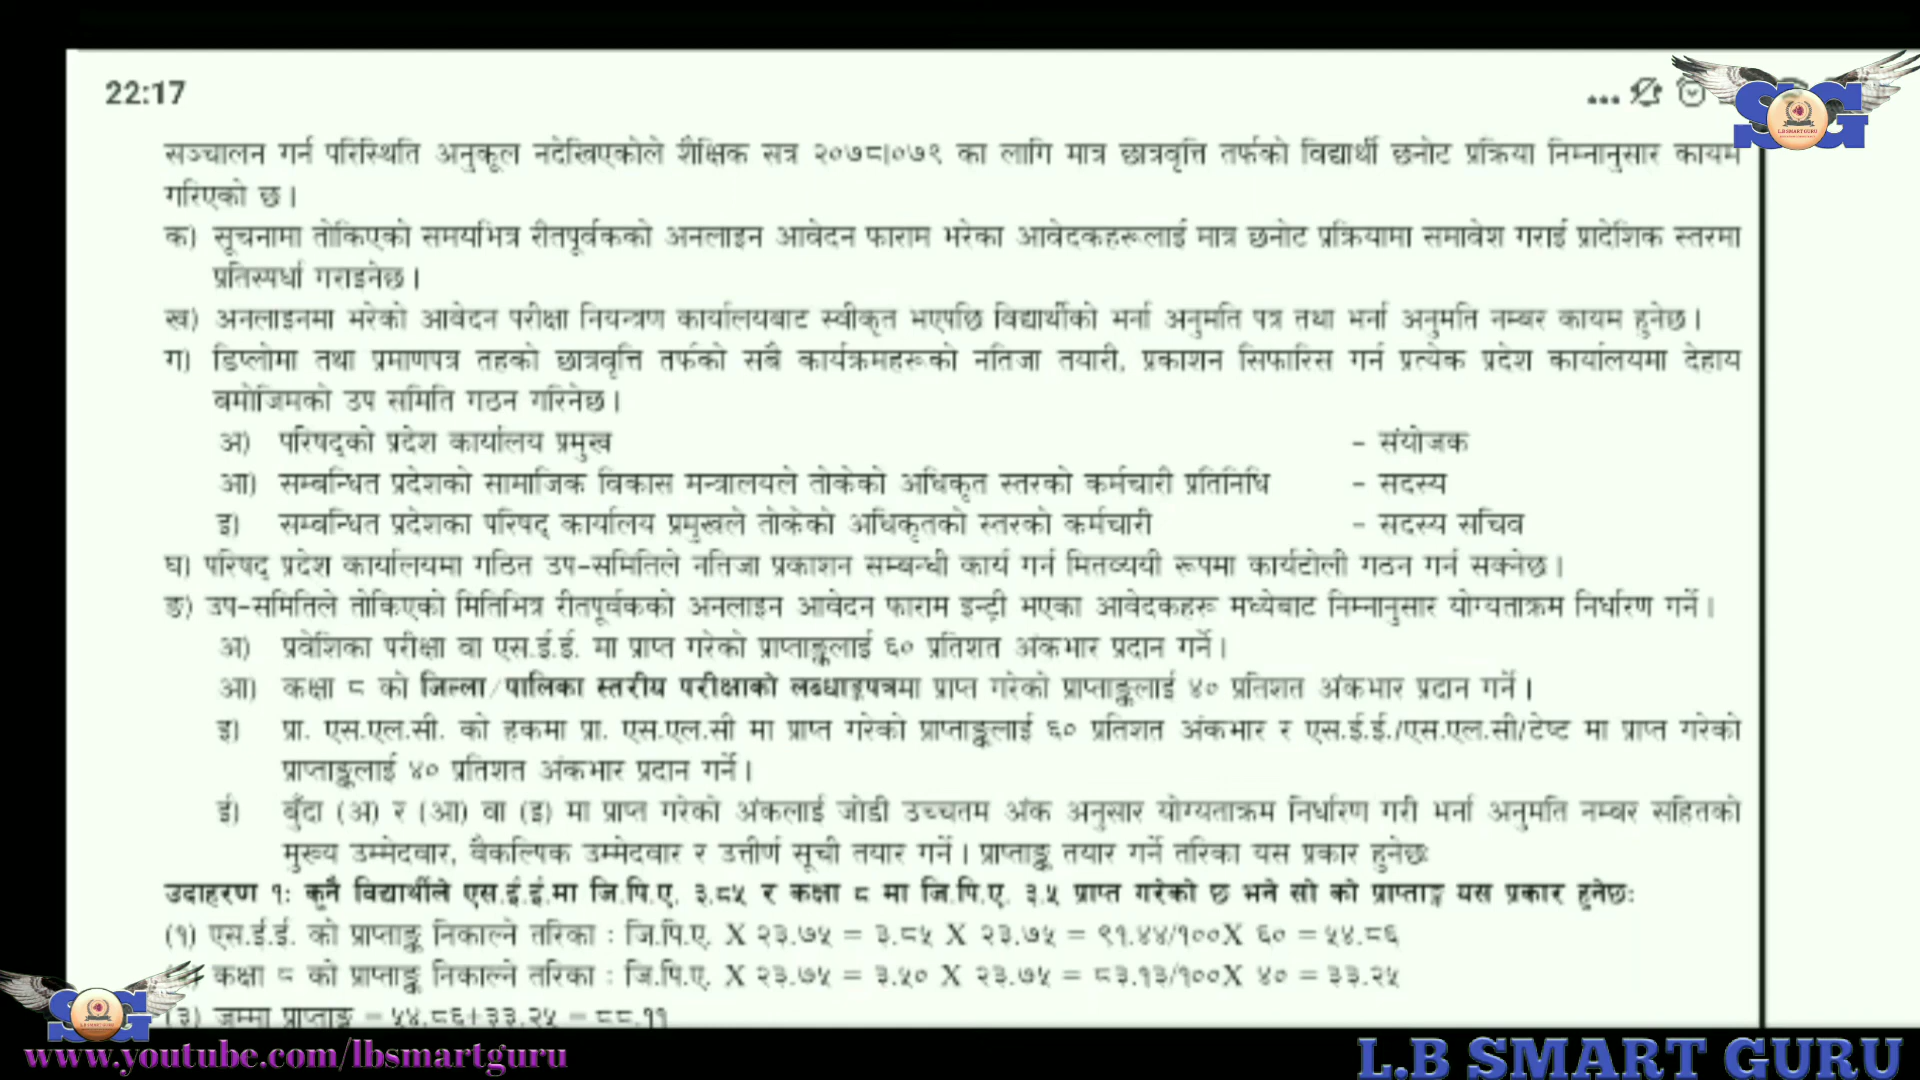 22:17
सञ्चालन गर्न परिस्थिति अनुकूल नदेखिएकोले शैक्षिक सत्र २०७८।०७९ का लागि मात्र छात्रवृत्ति तर्फको विद्यार्थी छनोट प्रक्रिया निम्नानुसार कायम
गरिएको छ ।
क) सूचनामा तोकिएको समयभित्र रीतपूर्वकको अनलाइन आवेदन फाराम भरेका आवेदकहरूलाई मात्र छनोट प्रक्रियामा समावेश गराई प्रादेशिक स्तरमा
प्रतिस्पर्धा गराइनेछ ।
ख) अनलाइनमा भरेको आवेदन परीक्षा नियन्त्रण कार्यालयबाट स्वीकृत भएपछि विद्यार्थीको भर्ना अनुमति पत्र तथा भर्ना अनुमति नम्बर कायम हुनेछ ।
ग) डिप्लोमा तथा प्रमाणपत्र तहको छात्रवृत्ति तर्फको सबै कार्यक्रमहरूको नतिजा तयारी, प्रकाशन सिफारिस गर्न प्रत्येक प्रदेश कार्यालयमा देहाय
बमोजिमको उप समिति गठन गरिनेछ ।
अ) परिषद्को प्रदेश कार्यालय प्रमुख – संयोजक
आ) सम्बन्धित प्रदेशको सामाजिक विकास मन्त्रालयले तोकेको अधिकृत स्तरको कर्मचारी प्रतिनिधि – सदस्य
इ) सम्बन्धित प्रदेशका परिषद् कार्यालय प्रमुखले तोकेको अधिकृतको स्तरको कर्मचारी – सदस्य सचिव
घ) परिषद् प्रदेश कार्यालयमा गठित उप-समितिले नतिजा प्रकाशन सम्बन्धी कार्य गर्न मितव्ययी रूपमा कार्यटोली गठन गर्न सक्नेछ ।
ङ) उप-समितिले तोकिएको मितिभित्र रीतपूर्वकको अनलाइन आवेदन फाराम इन्ट्री भएका आवेदकहरू मध्येबाट निम्नानुसार योग्यताक्रम निर्धारण गर्ने ।
अ) प्रवेशिका परीक्षा वा एस.ई.ई. मा प्राप्त गरेको प्राप्ताङ्कलाई ६० प्रतिशत अंकभार प्रदान गर्ने ।
आ) कक्षा ८ को जिल्ला/पालिका स्तरीय परीक्षाको लब्धाङ्कपत्रमा प्राप्त गरेको प्राप्ताङ्कलाई ४० प्रतिशत अंकभार प्रदान गर्ने ।
इ) प्रा. एस.एल.सी. को हकमा प्रा. एस.एल.सी मा प्राप्त गरेको प्राप्ताङ्कलाई ६० प्रतिशत अंकभार र एस.ई.ई./एस.एल.सी/टेष्ट मा प्राप्त गरेको
प्राप्ताङ्कलाई ४० प्रतिशत अंकभार प्रदान गर्ने ।
ई) बुँदा (अ) र (आ) वा (इ) मा प्राप्त गरेको अंकलाई जोडी उच्चतम अंक अनुसार योग्यताक्रम निर्धारण गरी भर्ना अनुमति नम्बर सहितको
मुख्य उम्मेदवार, वैकल्पिक उम्मेदवार र उत्तीर्ण सूची तयार गर्ने । प्राप्ताङ्क तयार गर्ने तरिका यस प्रकार हुनेछः
उदाहरण १: कुनै विद्यार्थीले एस.ई.ई.मा जि.पि.ए. ३.८५ र कक्षा ८ मा जि.पि.ए. ३.५ प्राप्त गरेको छ भने सो को प्राप्ताङ्क यस प्रकार हुनेछः
(१) एस.ई.ई. को प्राप्ताङ्क निकाल्ने तरिका : जि.पि.ए. X २३.७५ = ३.८५ X २३.७५ = ९१.४४/१००X ६० = ५४.८६
कक्षा ८ को प्राप्ताङ्क निकाल्ने तरिका : जि.पि.ए. X २३.७५ = ३.५० X २३.७५ = ८३.१३/१००X ४० = ३३.२५
(३) जम्मा प्राप्ताङ्क = ५४.८६+३३.२५ = ८८.११
SG
L.B SMART GURU
SG
L.B SMART GURU
www.youtube.com/lbsmartguru
L.B SMART GURU